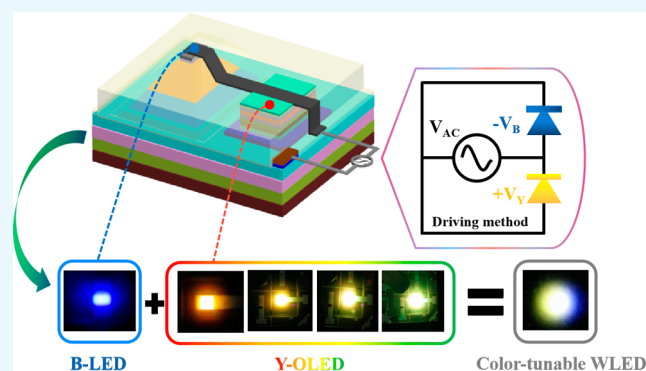 -V_B
V_AC
+V_Y
Driving method
+
=
B-LED
Y-OLED
Color-tunable WLED